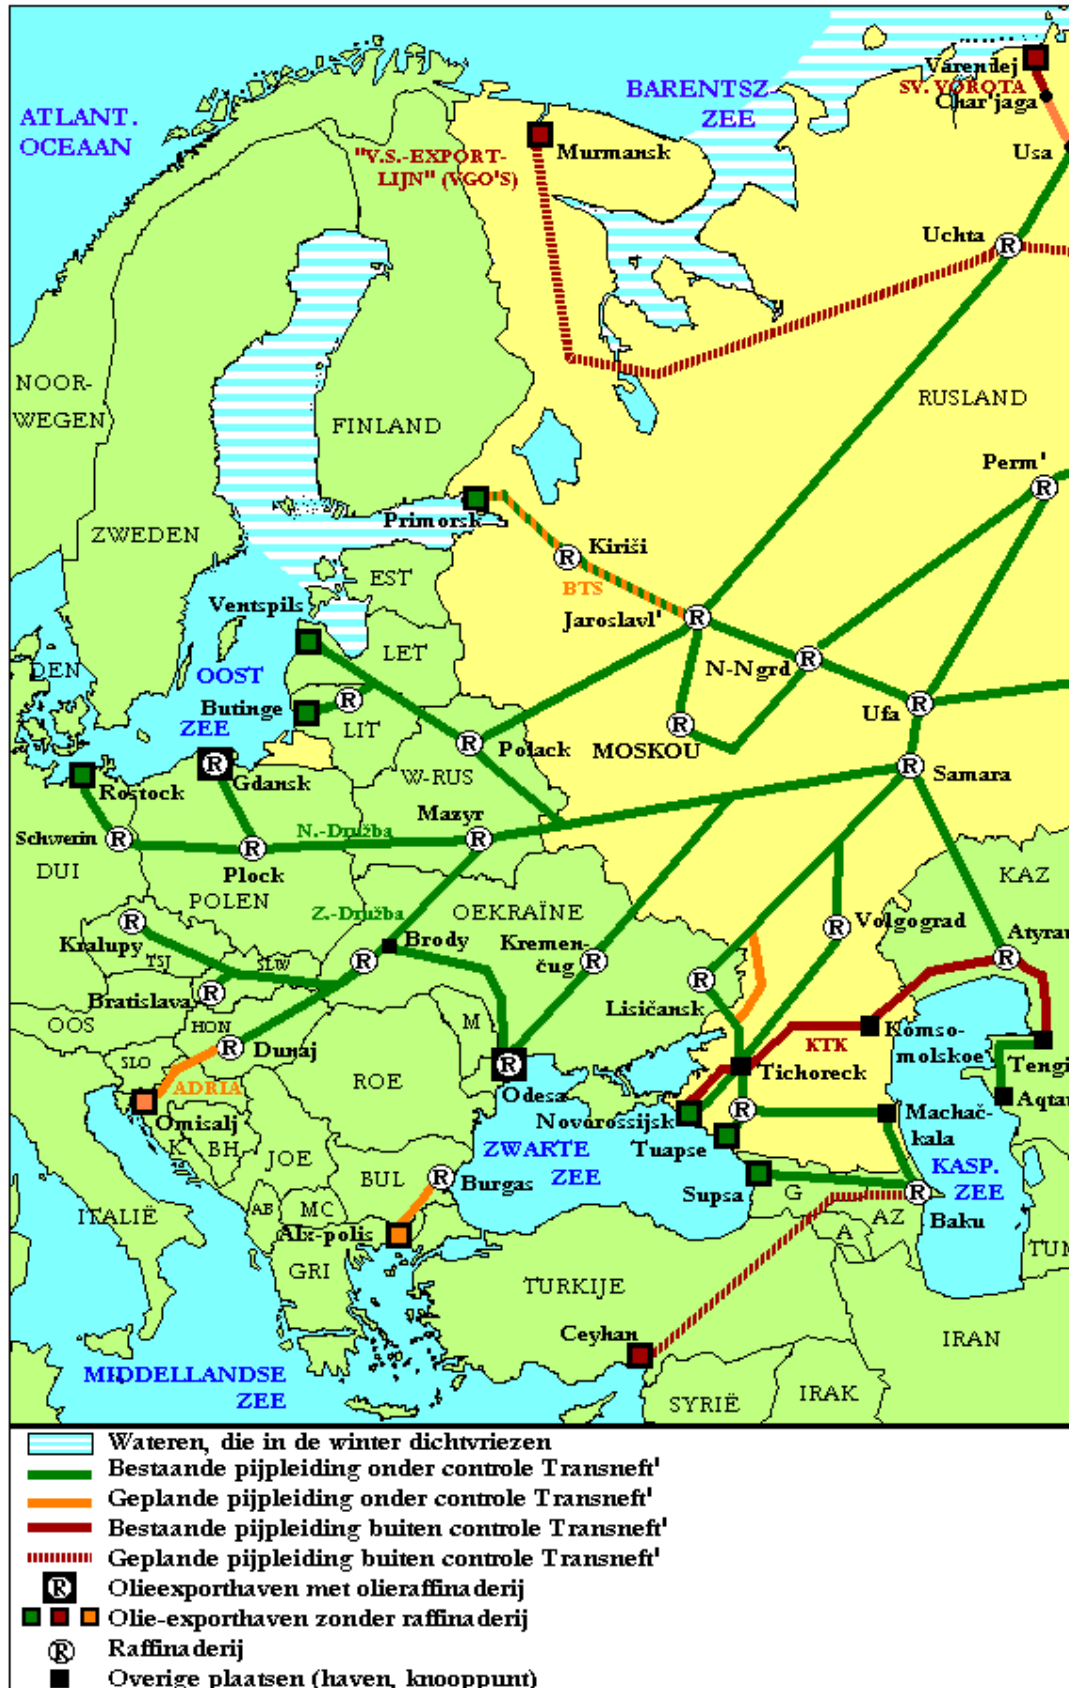 Varendej
SV. VOROTA
Char'jaga
Usa
BARENTSZ-
ZEE
ATLANT.
OCEAAN
"V.S.-EXPORT-
LIJN" (VGO'S)
Murmansk
Uchta
R
NOOR-
WEGEN
FINLAND
RUSLAND
Perm'
R
ZWEDEN
Primorsk
Kiriši
R
BTS
EST
Ventspils
Jaroslavl'
R
LET
N-Ngrd
R
DEN
OOST
ZEE
Butinge
R
LIT
Ufa
R
Polack
R
MOSKOU
R
W-RUS
Samara
R
Rostock
Gdansk
R
Mazyr
R
Schwerin
R
N.-Družba
Plock
R
DUI
POLEN
KAZ
Z.-Družba
OEKRAÏNE
Volgograd
R
Kralupy
R
TSJ
SLW
Brody
R
Kremen-
čug
R
Atyrau
R
Bratislava
R
Lisičansk
R
OOS
HON
Dunaj
R
M
Komso-
molskoe
KTK
SLO
ADRIA
ROE
Odesa
R
Tichoreck
Tengi
Aqtau
Omisalj
Novorossijsk
R
Machač-
kala
K
BH
JOE
ZWARTE
ZEE
Tuapse
KASP.
ZEE
BUL
Burgas
R
Supsa
G
ITALIË
AB
MC
Alx-polis
A
AZ
Baku
R
TUM
GRI
TURKIJE
Ceyhan
IRAN
MIDDELLANDSE
ZEE
SYRIË
IRAK
Wateren, die in de winter dichtvriezen
Bestaande pijpleiding onder controle Transneft'
Geplande pijpleiding onder controle Transneft'
Bestaande pijpleiding buiten controle Transneft'
Geplande pijpleiding buiten controle Transneft'
R Olieexporthaven met olieraffinaderij
Olie-exporthaven zonder raffinaderij
R Raffinaderij
Overige plaatsen (haven, knooppunt)